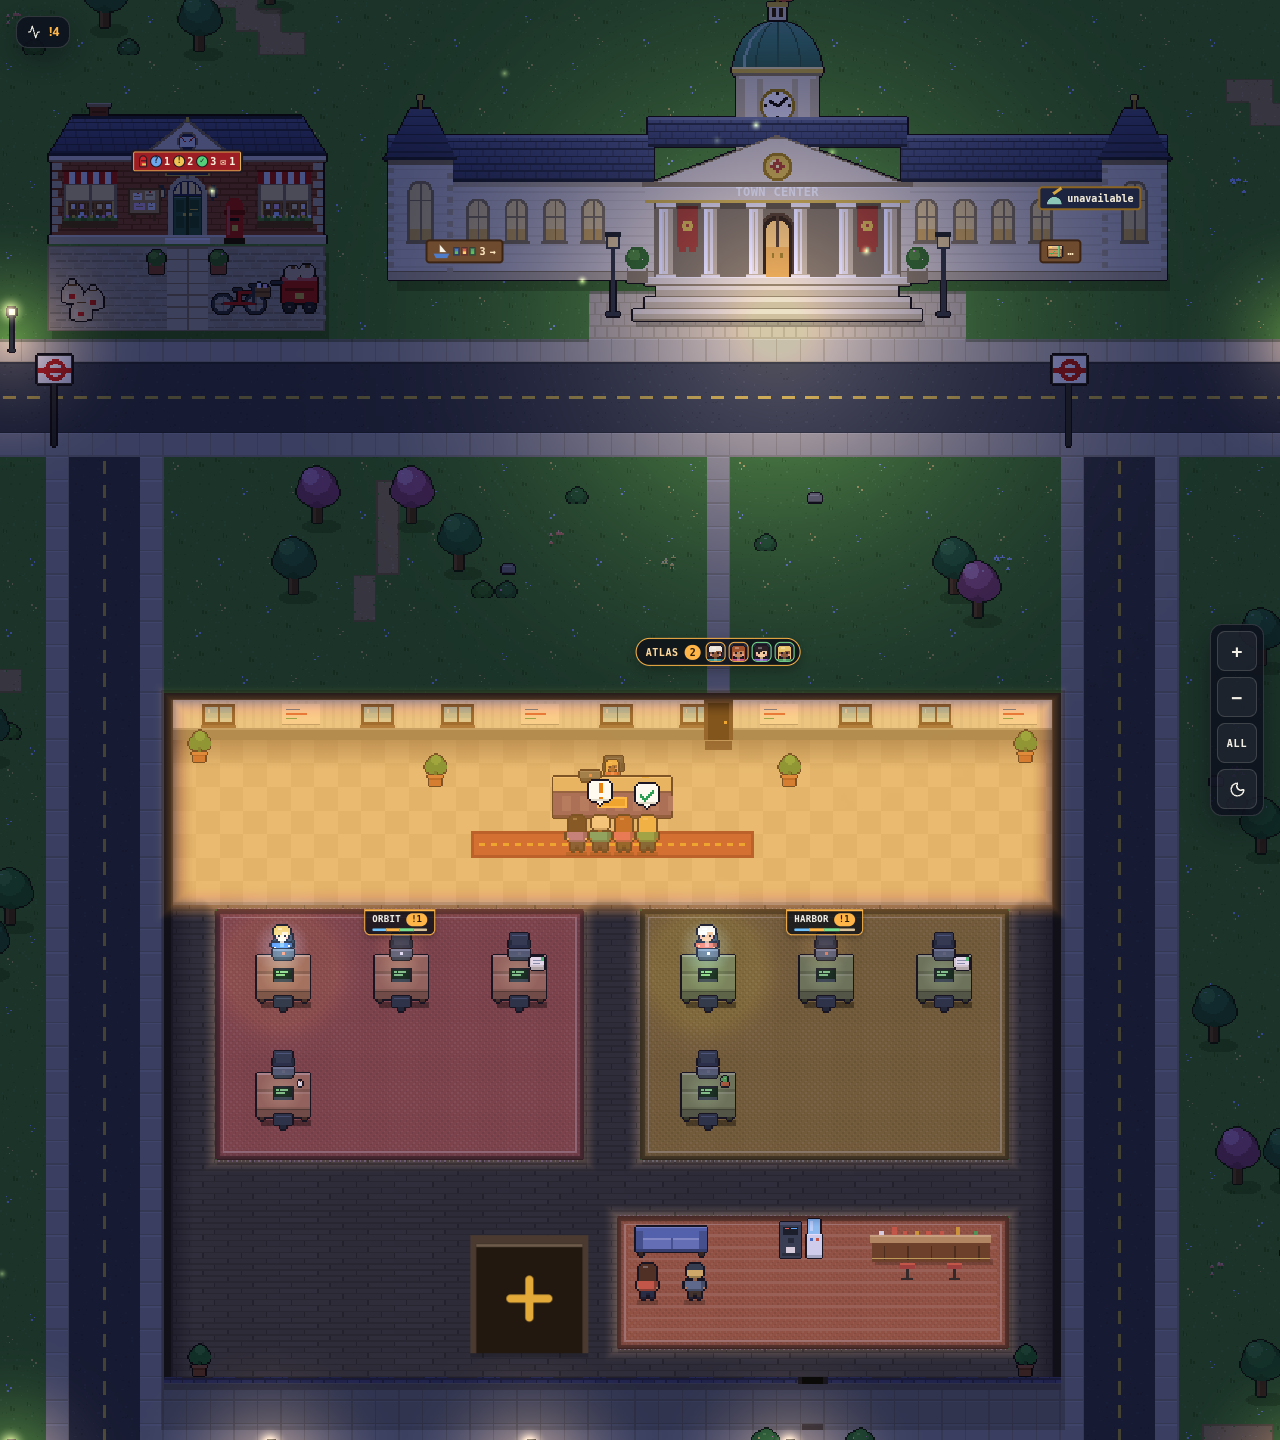 !4
1 2 3 1
TOWN CENTER
unavailable
3 →
…
ATLAS 2
+
−
ALL
ORBIT !1
HARBOR !1